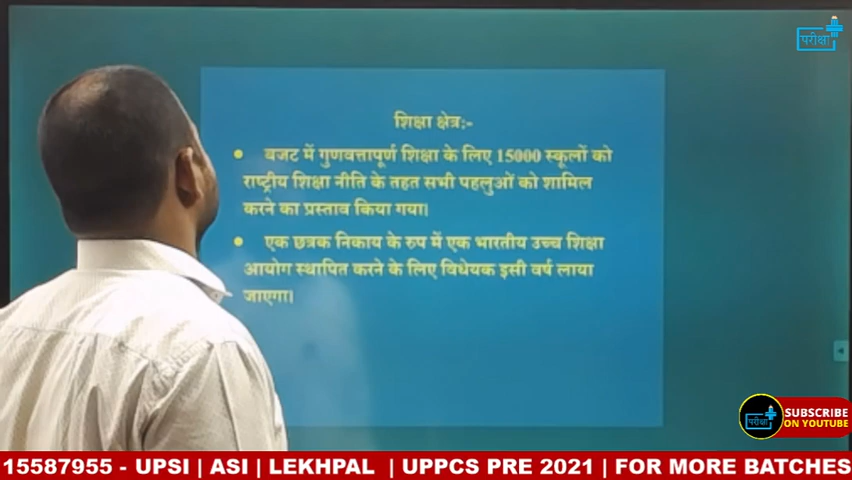 परीक्षा
शिक्षा क्षेत्र:-
बजट में गुणवत्तापूर्ण शिक्षा के लिए 15000 स्कूलों को
राष्ट्रीय शिक्षा नीति के तहत सभी पहलुओं को शामिल
करने का प्रस्ताव किया गया।
एक छत्रक निकाय के रुप में एक भारतीय उच्च शिक्षा
आयोग स्थापित करने के लिए विधेयक इसी वर्ष लाया
जाएगा।
परीक्षा
SUBSCRIBE
ON YOUTUBE
15587955 - UPSI | ASI | LEKHPAL | UPPCS PRE 2021 | FOR MORE BATCHES